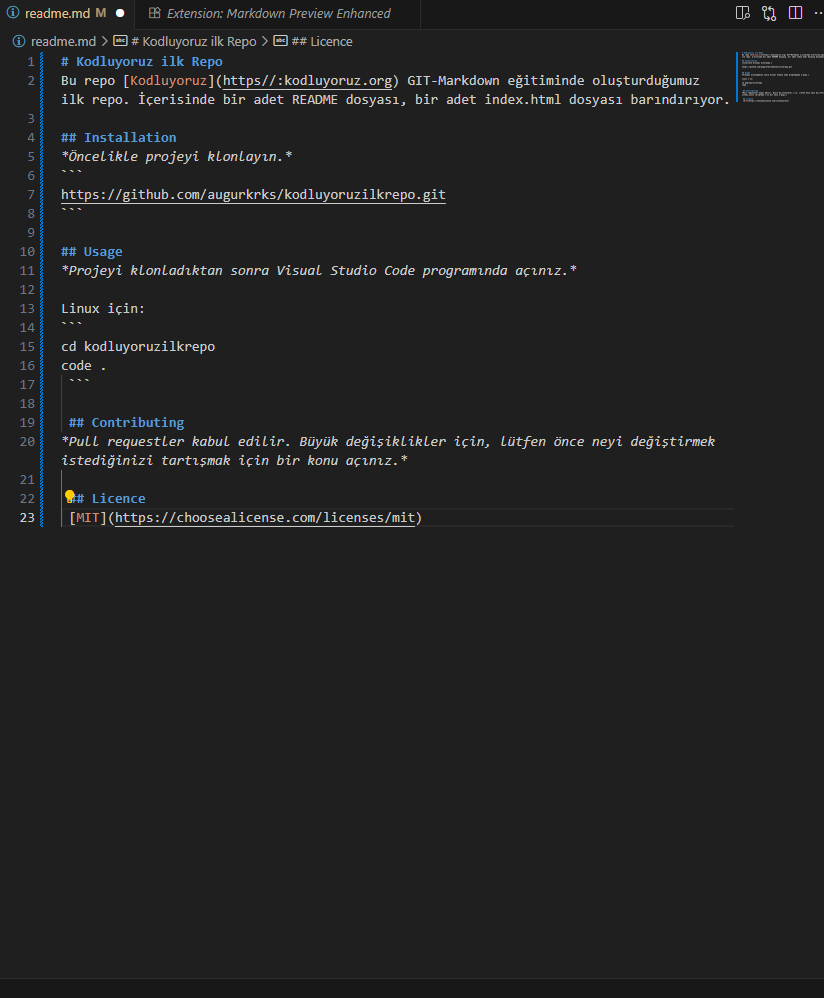 readme.md M
Extension: Markdown Preview Enhanced
readme.md > # Kodluyoruz ilk Repo > ## Licence
1 # Kodluyoruz ilk Repo
2 Bu repo [Kodluyoruz](https//:kodluyoruz.org) GIT-Markdown eğitiminde oluşturduğumuz
ilk repo. İçerisinde bir adet README dosyası, bir adet index.html dosyası barındırıyor.
3
4 ## Installation
5 *Öncelikle projeyi klonlayın.*
6 ```
7 https://github.com/augurkrks/kodluyoruzilkrepo.git
8 ```
9
10 ## Usage
11 *Projeyi klonladıktan sonra Visual Studio Code programında açınız.*
12
13 Linux için:
14 ```
15 cd kodluyoruzilkrepo
16 code .
17 ```
18
19 ## Contributing
20 *Pull requestler kabul edilir. Büyük değişiklikler için, lütfen önce neyi değiştirmek
istediğinizi tartışmak için bir konu açınız.*
21
22 ## Licence
23 [MIT](https://choosealicense.com/licenses/mit)